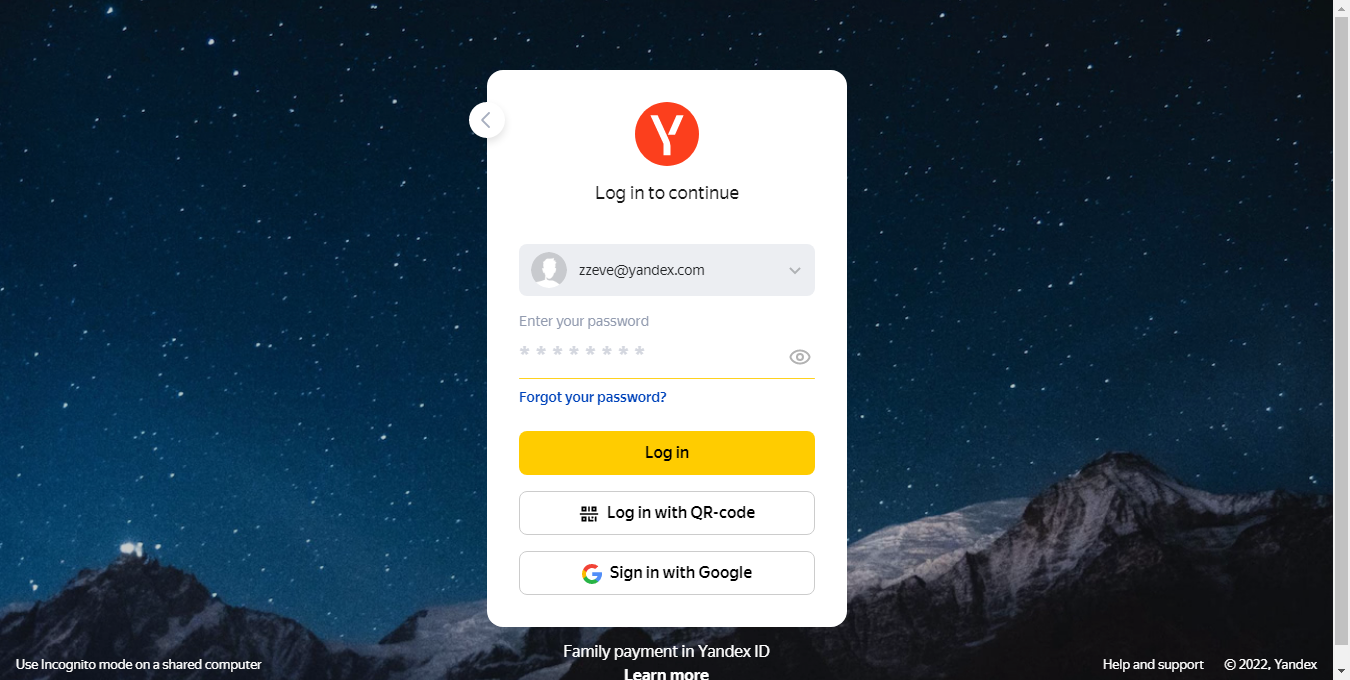 Log in to continue
zzeve@yandex.com
Enter your password
* * * * * * * *
Forgot your password?
Log in
Log in with QR-code
Sign in with Google
Family payment in Yandex ID
Learn more
Use Incognito mode on a shared computer
Help and support
© 2022, Yandex